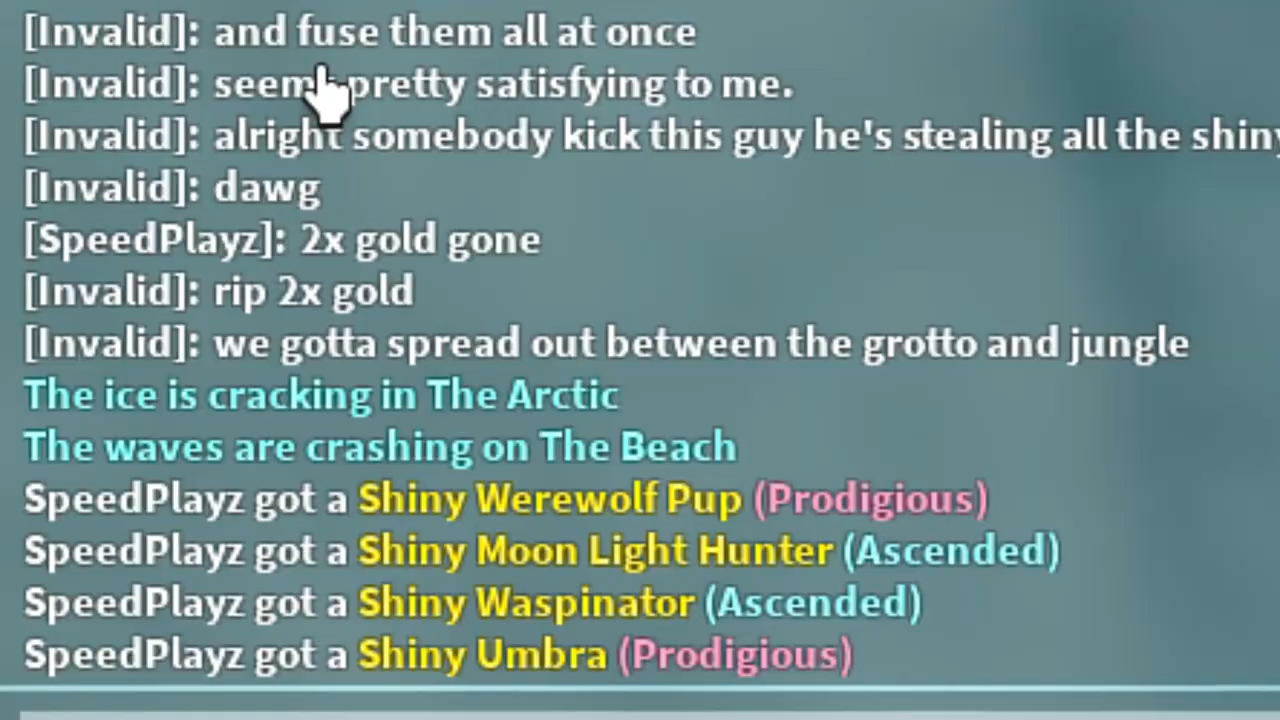 [Invalid]: and fuse them all at once
[Invalid]: seems pretty satisfying to me.
[Invalid]: alright somebody kick this guy he's stealing all the shiny
[Invalid]: dawg
[SpeedPlayz]: 2x gold gone
[Invalid]: rip 2x gold
[Invalid]: we gotta spread out between the grotto and jungle
The ice is cracking in The Arctic
The waves are crashing on The Beach
SpeedPlayz got a Shiny Werewolf Pup (Prodigious)
SpeedPlayz got a Shiny Moon Light Hunter (Ascended)
SpeedPlayz got a Shiny Waspinator (Ascended)
SpeedPlayz got a Shiny Umbra (Prodigious)